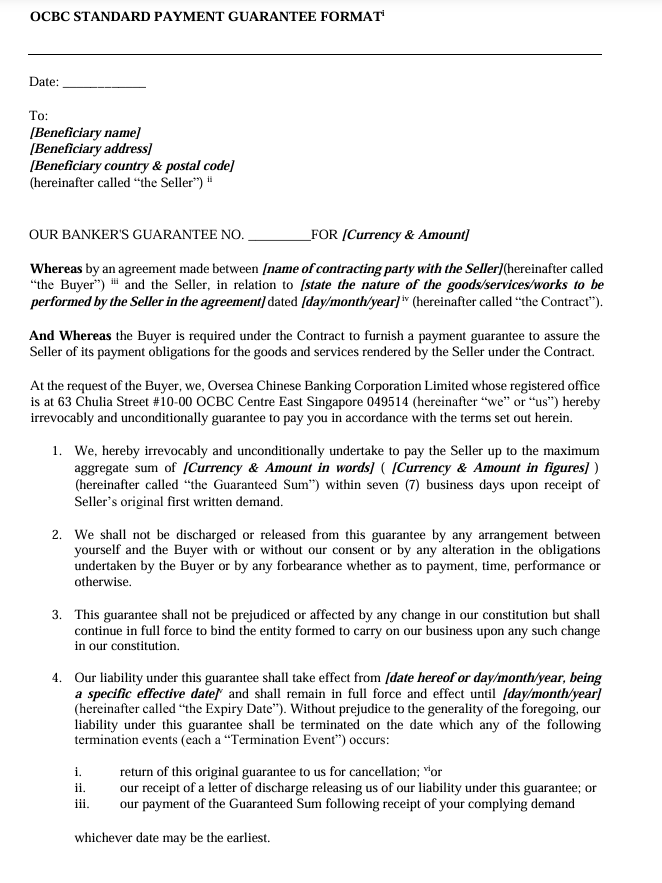 OCBC STANDARD PAYMENT GUARANTEE FORMATⁱ
Date: ____________
To:
[Beneficiary name]
[Beneficiary address]
[Beneficiary country & postal code]
(hereinafter called “the Seller”) ⁱⁱ
OUR BANKER'S GUARANTEE NO. _________FOR [Currency & Amount]
Whereas by an agreement made between [name of contracting party with the Seller](hereinafter called
“the Buyer”) ⁱⁱⁱ and the Seller, in relation to [state the nature of the goods/services/works to be
performed by the Seller in the agreement] dated [day/month/year] ⁱᵛ (hereinafter called “the Contract”).
And Whereas the Buyer is required under the Contract to furnish a payment guarantee to assure the
Seller of its payment obligations for the goods and services rendered by the Seller under the Contract.
At the request of the Buyer, we, Oversea Chinese Banking Corporation Limited whose registered office
is at 63 Chulia Street #10-00 OCBC Centre East Singapore 049514 (hereinafter “we” or “us”) hereby
irrevocably and unconditionally guarantee to pay you in accordance with the terms set out herein.
1. We, hereby irrevocably and unconditionally undertake to pay the Seller up to the maximum
aggregate sum of [Currency & Amount in words] ( [Currency & Amount in figures] )
(hereinafter called “the Guaranteed Sum”) within seven (7) business days upon receipt of
Seller’s original first written demand.
2. We shall not be discharged or released from this guarantee by any arrangement between
yourself and the Buyer with or without our consent or by any alteration in the obligations
undertaken by the Buyer or by any forbearance whether as to payment, time, performance or
otherwise.
3. This guarantee shall not be prejudiced or affected by any change in our constitution but shall
continue in full force to bind the entity formed to carry on our business upon any such change
in our constitution.
4. Our liability under this guarantee shall take effect from [date hereof or day/month/year, being
a specific effective date]ᵛ and shall remain in full force and effect until [day/month/year]
(hereinafter called “the Expiry Date”). Without prejudice to the generality of the foregoing, our
liability under this guarantee shall be terminated on the date which any of the following
termination events (each a “Termination Event”) occurs:
i. return of this original guarantee to us for cancellation; ᵛⁱor
ii. our receipt of a letter of discharge releasing us of our liability under this guarantee; or
iii. our payment of the Guaranteed Sum following receipt of your complying demand
whichever date may be the earliest.